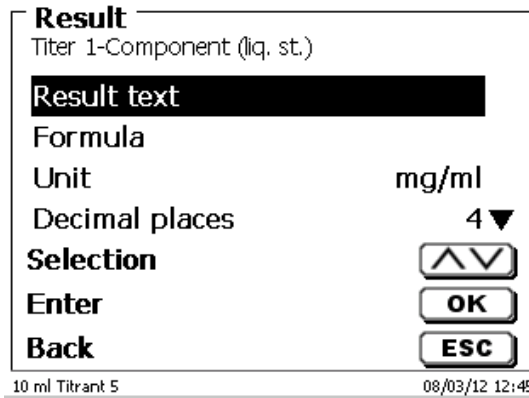 Result
Titer 1-Component (liq. st.)
Result text
Formula
Unit mg/ml
Decimal places 4
Selection
Enter OK
Back ESC
10 ml Titrant 5 08/03/12 12:45